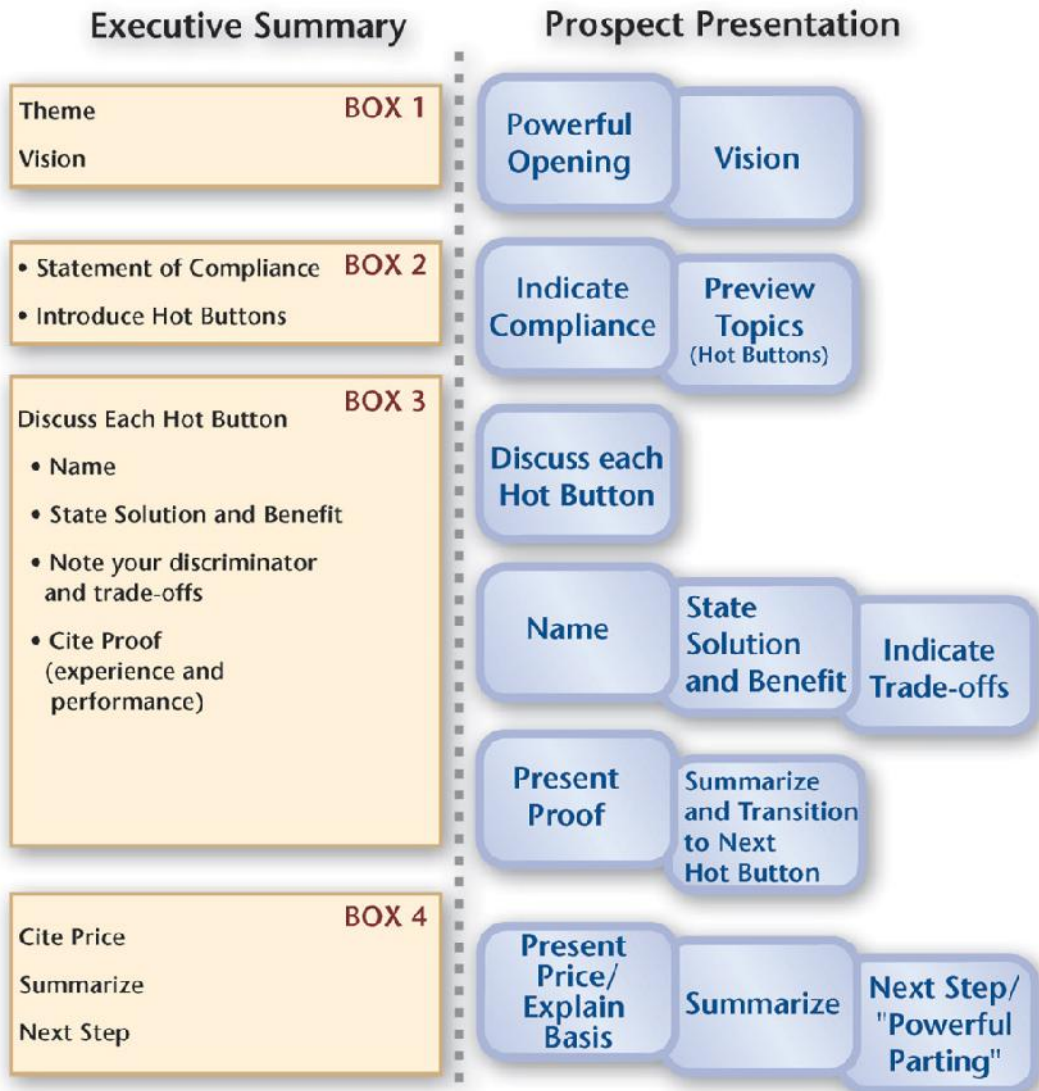 Executive Summary
Prospect Presentation
BOX 1
Theme
Vision
Powerful
Opening
Vision
BOX 2
• Statement of Compliance
• Introduce Hot Buttons
Indicate
Compliance
Preview
Topics
(Hot Buttons)
BOX 3
Discuss Each Hot Button
• Name
• State Solution and Benefit
• Note your discriminator
and trade-offs
• Cite Proof
(experience and
performance)
Discuss each
Hot Button
Name
State
Solution
and Benefit
Indicate
Trade-offs
Present
Proof
Summarize
and Transition
to Next
Hot Button
BOX 4
Cite Price
Summarize
Next Step
Present
Price/
Explain
Basis
Summarize
Next Step/
"Powerful
Parting"